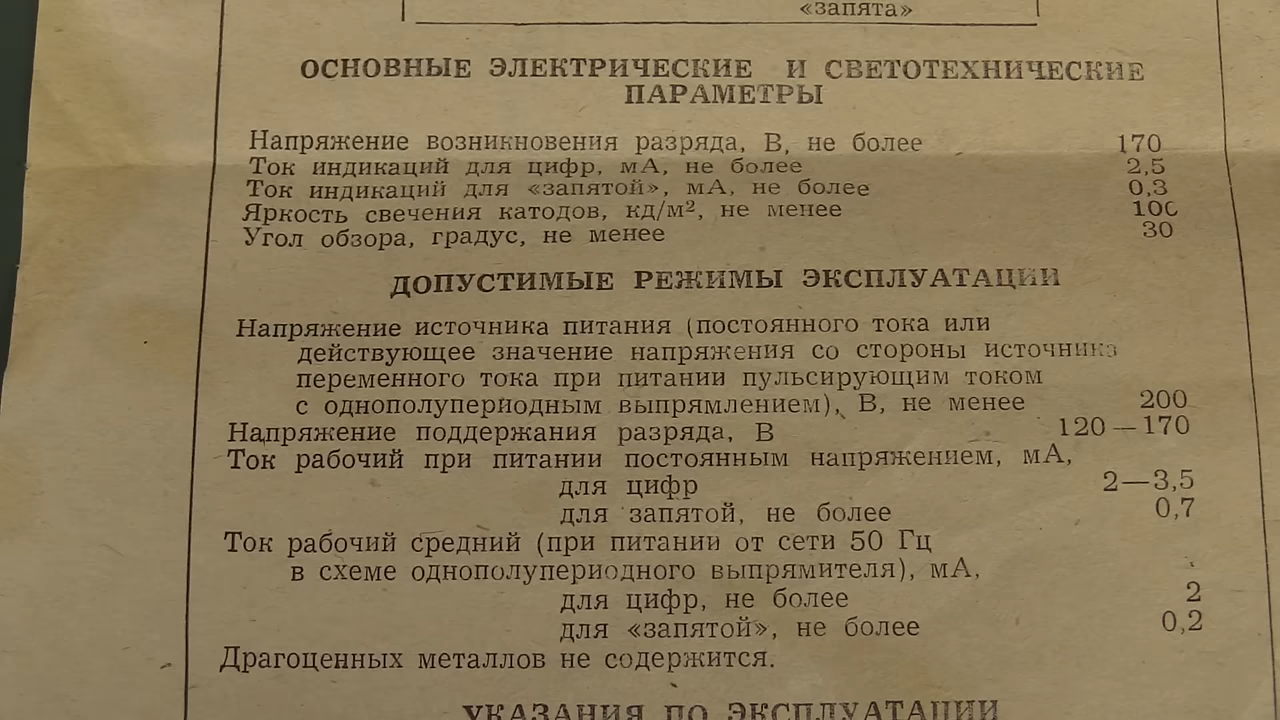 «запята»
ОСНОВНЫЕ ЭЛЕКТРИЧЕСКИЕ И СВЕТОТЕХНИЧЕСКИЕ
ПАРАМЕТРЫ
Напряжение возникновения разряда, В, не более 170
Ток индикаций для цифр, мА, не более 2,5
Ток индикаций для «запятой», мА, не более 0,3
Яркость свечения катодов, кд/м², не менее 100
Угол обзора, градус, не менее 30
ДОПУСТИМЫЕ РЕЖИМЫ ЭКСПЛУАТАЦИИ
Напряжение источника питания (постоянного тока или
действующее значение напряжения со стороны источника
переменного тока при питании пульсирующим током
с однополупериодным выпрямлением), В, не менее 200
Напряжение поддержания разряда, В 120—170
Ток рабочий при питании постоянным напряжением, мА,
для цифр 2—3,5
для запятой, не более 0,7
Ток рабочий средний (при питании от сети 50 Гц
в схеме однополупериодного выпрямителя), мА,
для цифр, не более 2
для «запятой», не более 0,2
Драгоценных металлов не содержится.
УКАЗАНИЯ ПО ЭКСПЛУАТАЦИИ